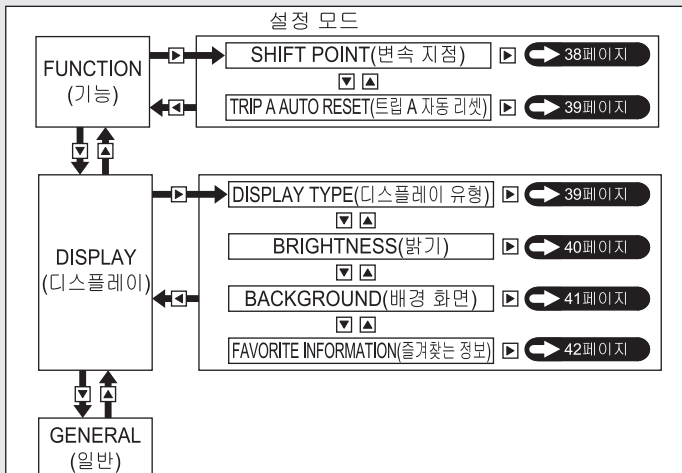 설정 모드
FUNCTION
(기능)
SHIFT POINT(변속 지점)
38페이지
TRIP A AUTO RESET(트립 A 자동 리셋)
39페이지
DISPLAY
(디스플레이)
DISPLAY TYPE(디스플레이 유형)
39페이지
BRIGHTNESS(밝기)
40페이지
BACKGROUND(배경 화면)
41페이지
FAVORITE INFORMATION(즐겨찾는 정보)
42페이지
GENERAL
(일반)